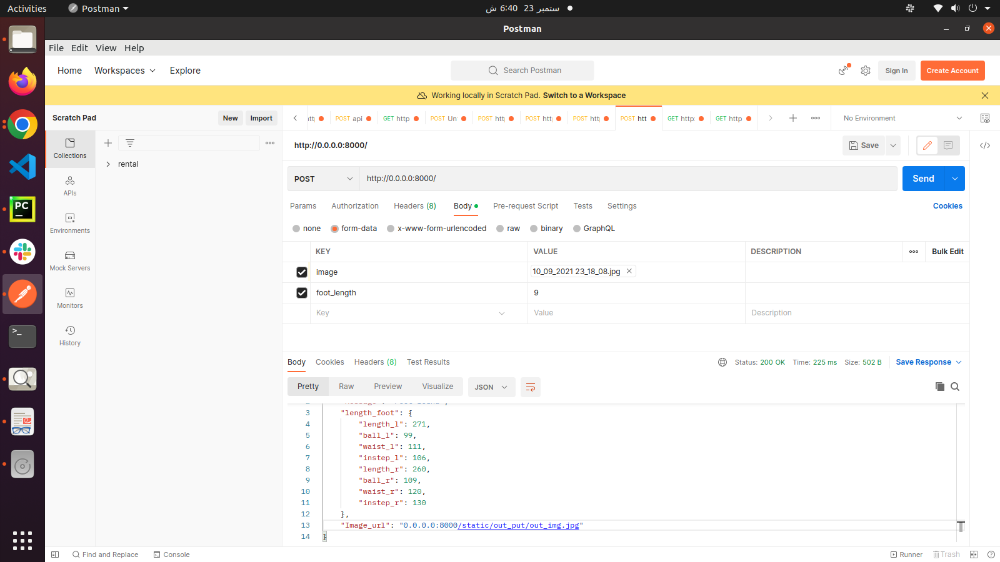 Activities
Postman
ستمبر 23 6:40 ش
Postman
File Edit View Help
Home Workspaces Explore
Search Postman
Sign In
Create Account
Working locally in Scratch Pad. Switch to a Workspace
Scratch Pad
New
Import
POST api
GET http
POST Un
POST htt
POST htt
POST htt
POST htt
GET http:
GET http
No Environment
Collections
rental
APIs
Environments
Mock Servers
Monitors
History
http://0.0.0.0:8000/
Save
POST
http://0.0.0.0:8000/
Send
Params Authorization Headers (8) Body Pre-request Script Tests Settings Cookies
none form-data x-www-form-urlencoded raw binary GraphQL
KEY VALUE DESCRIPTION Bulk Edit
image 10_09_2021 23_18_08.jpg
foot_length 9
Key Value Description
Body Cookies Headers (8) Test Results
Status: 200 OK Time: 225 ms Size: 502 B Save Response
Pretty Raw Preview Visualize JSON
3 "length_foot": {
4 "length_l": 271,
5 "ball_l": 99,
6 "waist_l": 111,
7 "instep_l": 106,
8 "length_r": 260,
9 "ball_r": 109,
10 "waist_r": 120,
11 "instep_r": 130
12 },
13 "Image_url": "0.0.0.0:8000/static/out_put/out_img.jpg"
14 }
Find and Replace Console
Runner Trash